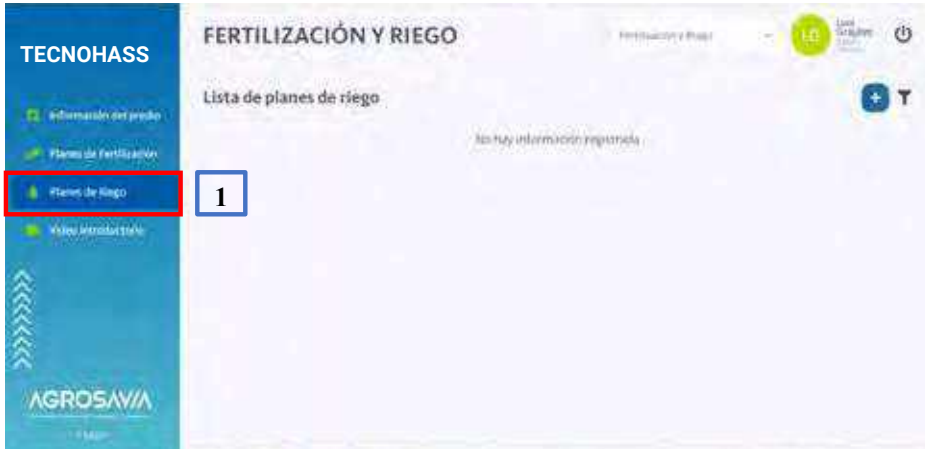 TECNOHASS
Información del predio
Planes de Fertilización
Planes de Riego
Video introductorio
AGROSAVIA
FERTILIZACIÓN Y RIEGO
Fertilización y Riego
LG
Lista de planes de riego
+
No hay información registrada
1